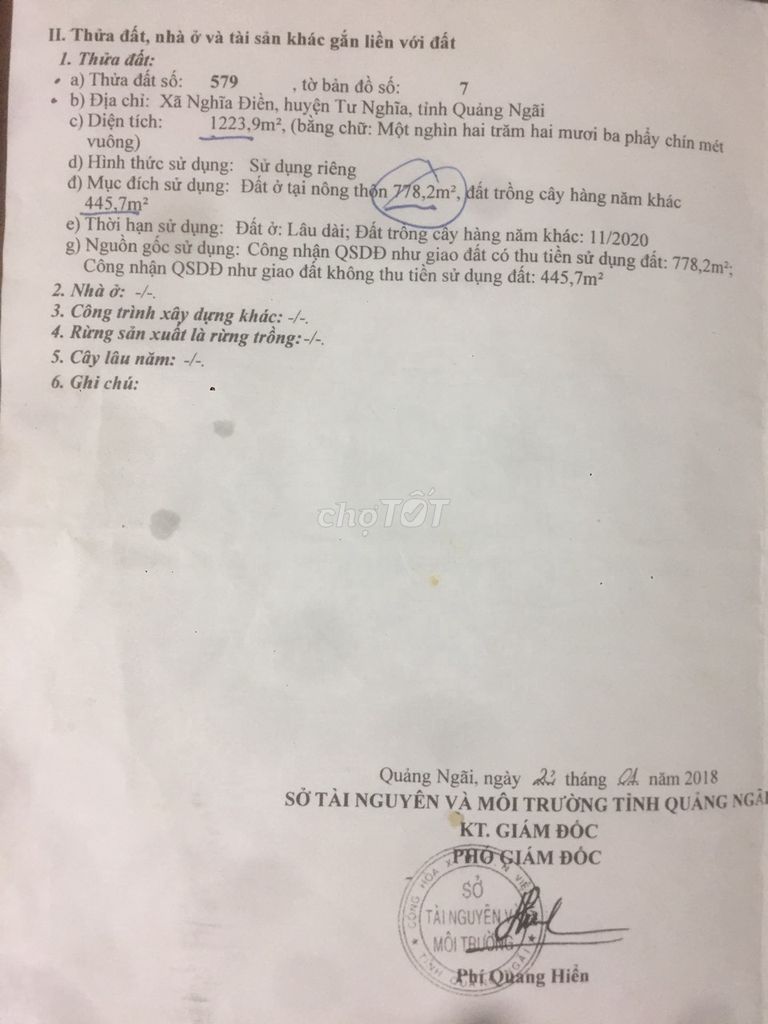 II. Thửa đất, nhà ở và tài sản khác gắn liền với đất
1. Thửa đất:
a) Thửa đất số: 579 , tờ bản đồ số: 7
b) Địa chỉ: Xã Nghĩa Điền, huyện Tư Nghĩa, tỉnh Quảng Ngãi
c) Diện tích: 1223,9m², (bằng chữ: Một nghìn hai trăm hai mươi ba phẩy chín mét
vuông)
d) Hình thức sử dụng: Sử dụng riêng
đ) Mục đích sử dụng: Đất ở tại nông thôn 778,2m², đất trồng cây hàng năm khác
445,7m²
e) Thời hạn sử dụng: Đất ở: Lâu dài; Đất trồng cây hàng năm khác: 11/2020
g) Nguồn gốc sử dụng: Công nhận QSDĐ như giao đất có thu tiền sử dụng đất: 778,2m²;
Công nhận QSDĐ như giao đất không thu tiền sử dụng đất: 445,7m²
2. Nhà ở: -/-.
3. Công trình xây dựng khác: -/-.
4. Rừng sản xuất là rừng trồng: -/-.
5. Cây lâu năm: -/-.
6. Ghi chú:
chợTỐT
Quảng Ngãi, ngày tháng 01 năm 2018
SỞ TÀI NGUYÊN VÀ MÔI TRƯỜNG TỈNH QUẢNG NGÃI
KT. GIÁM ĐỐC
PHÓ GIÁM ĐỐC
SỞ
TÀI NGUYÊN VÀ
MÔI TRƯỜNG
TỈNH QUẢNG NGÃI
Phí Quang Hiển